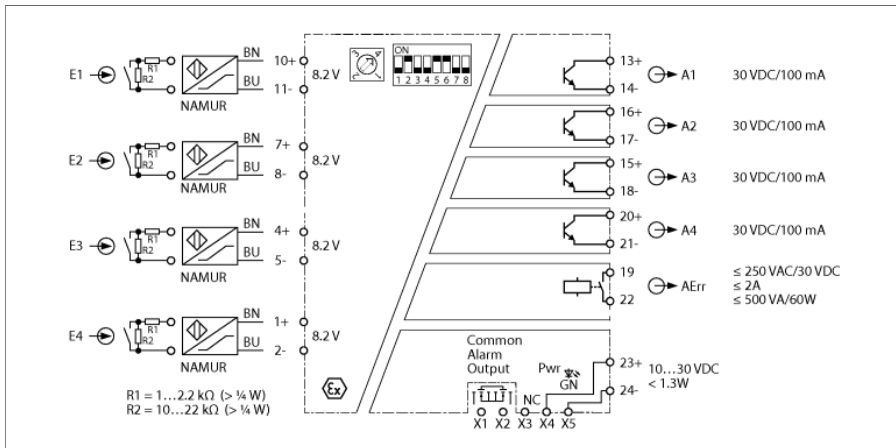 E1
R1
R2
NAMUR
BN
BU
10+
11-
8.2 V
E2
R1
R2
NAMUR
BN
BU
7+
8-
8.2 V
E3
R1
R2
NAMUR
BN
BU
4+
5-
8.2 V
E4
R1
R2
NAMUR
BN
BU
1+
2-
8.2 V
R1 = 1...2.2 kΩ (> ¼ W)
R2 = 10...22 kΩ (> ¼ W)
Ex
1 2 3 4
ON
1 2 3 4 5 6 7 8
13+
14-
A1 30 VDC/100 mA
16+
17-
A2 30 VDC/100 mA
15+
18-
A3 30 VDC/100 mA
20+
21-
A4 30 VDC/100 mA
19
22
AErr
≤ 250 VAC/30 VDC
≤ 2A
≤ 500 VA/60W
Common
Alarm
Output
Pwr
GN
NC
X1 X2 X3 X4 X5
23+
24-
10...30 VDC
< 1.3W